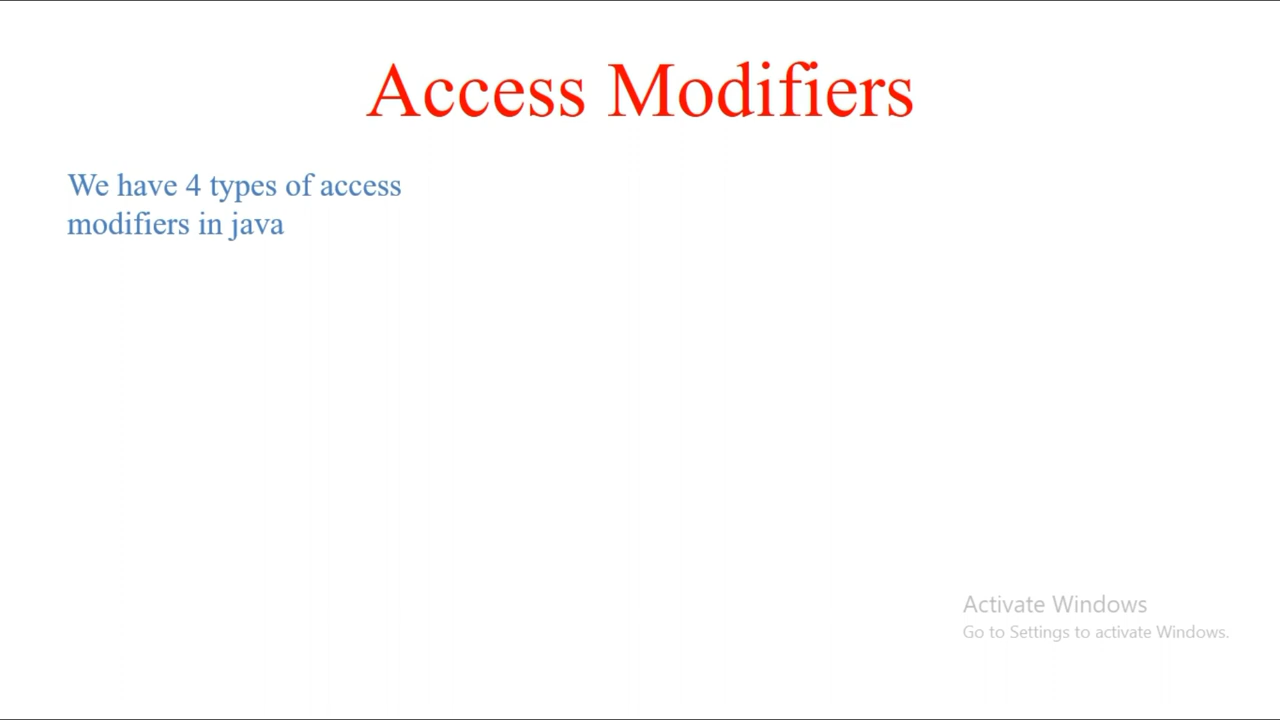 Access Modifiers
We have 4 types of access
modifiers in java
Activate Windows
Go to Settings to activate Windows.